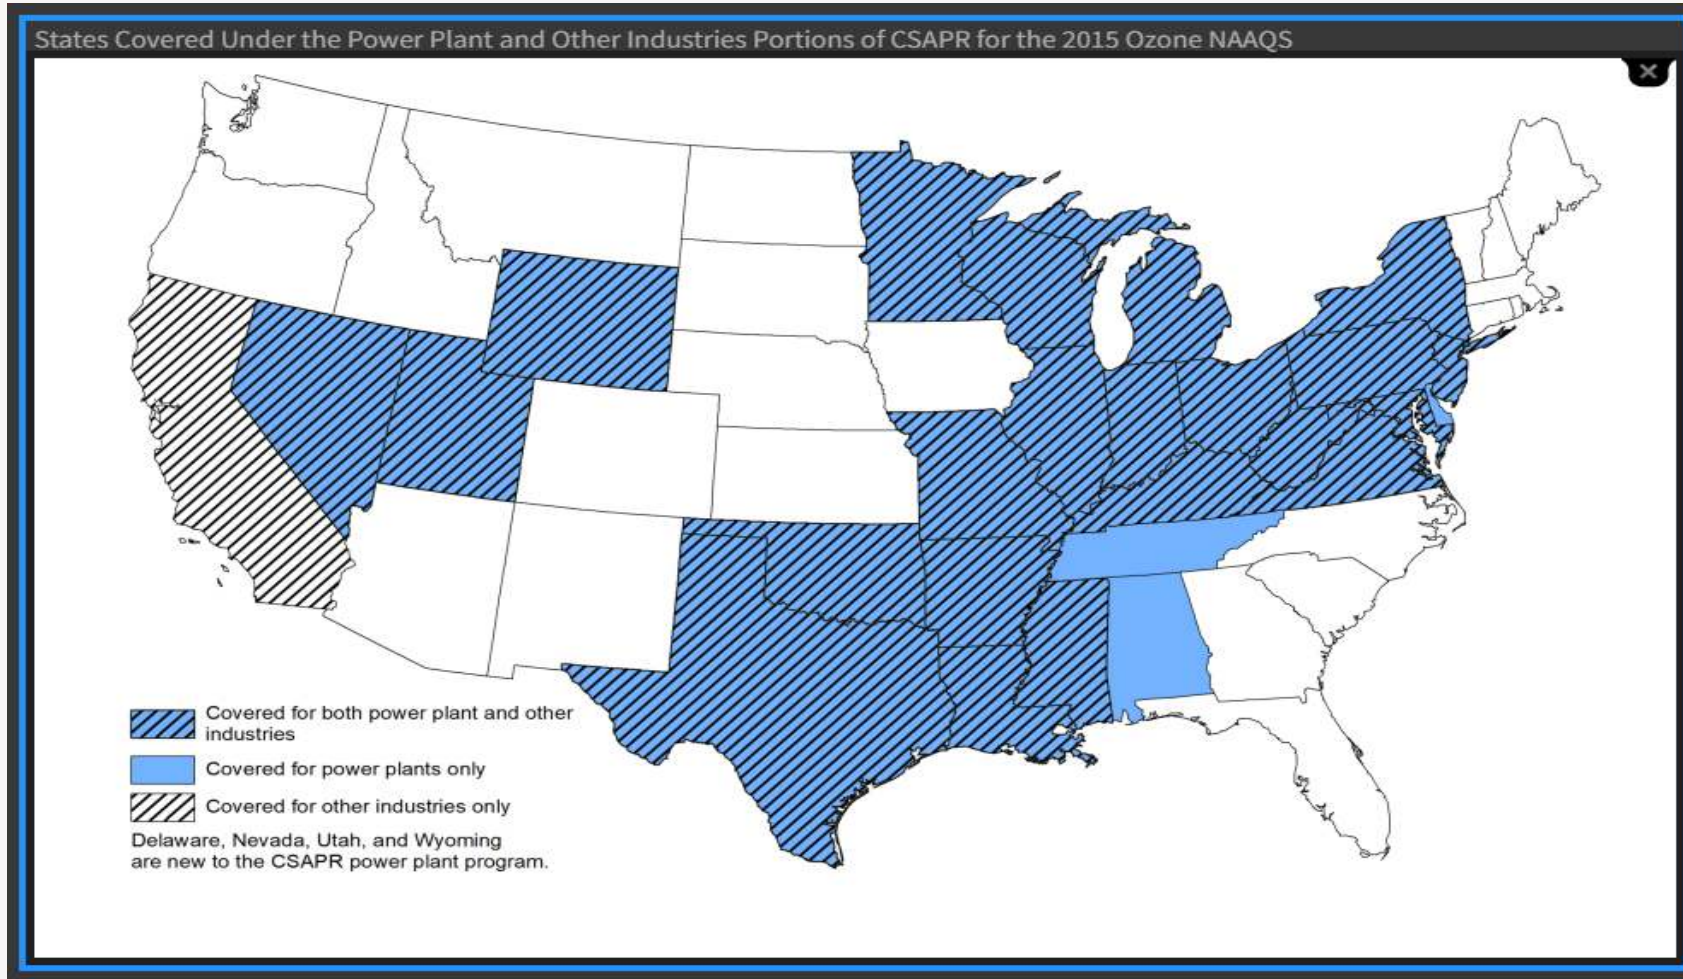 States Covered Under the Power Plant and Other Industries Portions of CSAPR for the 2015 Ozone NAAQS
Covered for both power plant and other
industries
Covered for power plants only
Covered for other industries only
Delaware, Nevada, Utah, and Wyoming
are new to the CSAPR power plant program.